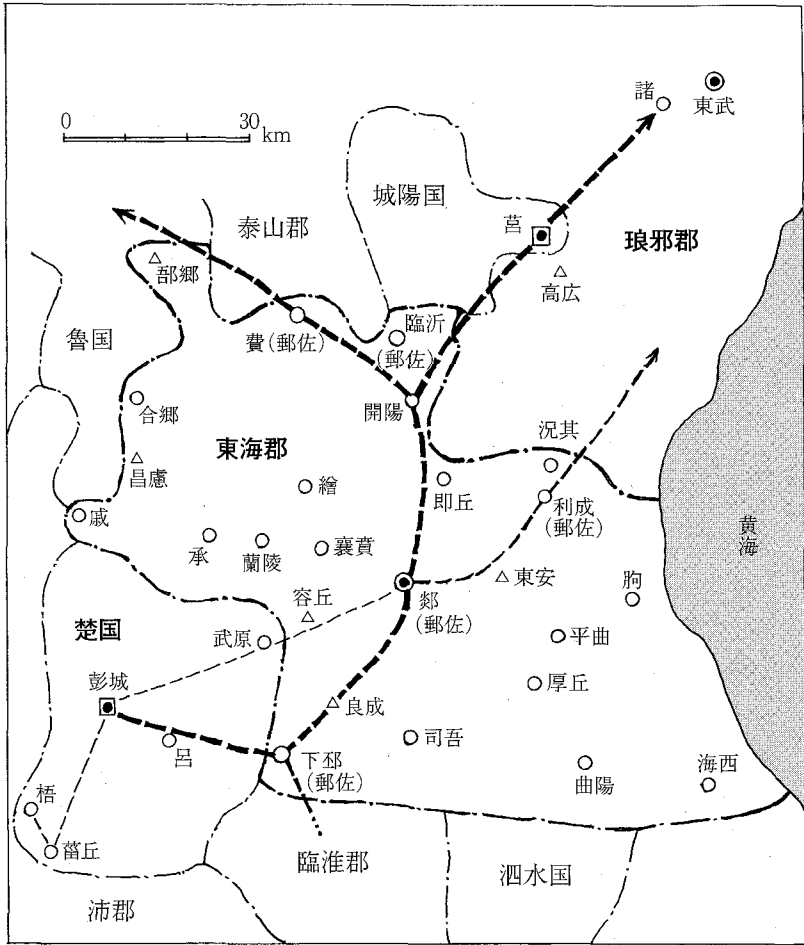 0 30 km
諸
東武
城陽国
泰山郡
莒
琅邪郡
高広
郚郷
魯国
費(郵佐)
臨沂
(郵佐)
開陽
合郷
東海郡
昌慮
況其
繒
即丘
利成
(郵佐)
戚
承
蘭陵
襄賁
黄海
東安
朐
郯
(郵佐)
容丘
楚国
武原
平曲
彭城
厚丘
良成
呂
司吾
下邳
(郵佐)
曲陽
海西
梧
菑丘
臨淮郡
泗水国
沛郡